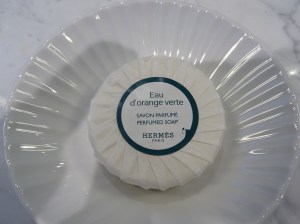 Eau
d'orange verte
SAVON PARFUMÉ
PERFUMED SOAP
HERMÈS
PARIS